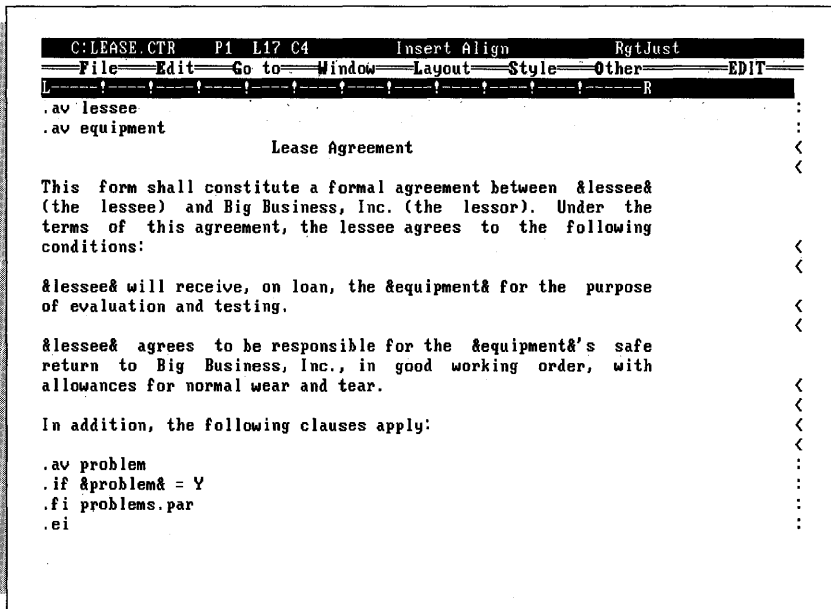 C:LEASE.CTR P1 L17 C4 Insert Align RgtJust
File Edit Go to Window Layout Style Other EDIT
L-----!----!----!----!----!----!----!----!----!----!------R
.av lessee :
.av equipment :
Lease Agreement <
<
This form shall constitute a formal agreement between &lessee&
(the lessee) and Big Business, Inc. (the lessor). Under the
terms of this agreement, the lessee agrees to the following
conditions: <
<
&lessee& will receive, on loan, the &equipment& for the purpose
of evaluation and testing. <
<
&lessee& agrees to be responsible for the &equipment&'s safe
return to Big Business, Inc., in good working order, with
allowances for normal wear and tear. <
<
In addition, the following clauses apply: <
<
.av problem :
.if &problem& = Y :
.fi problems.par :
.ei :